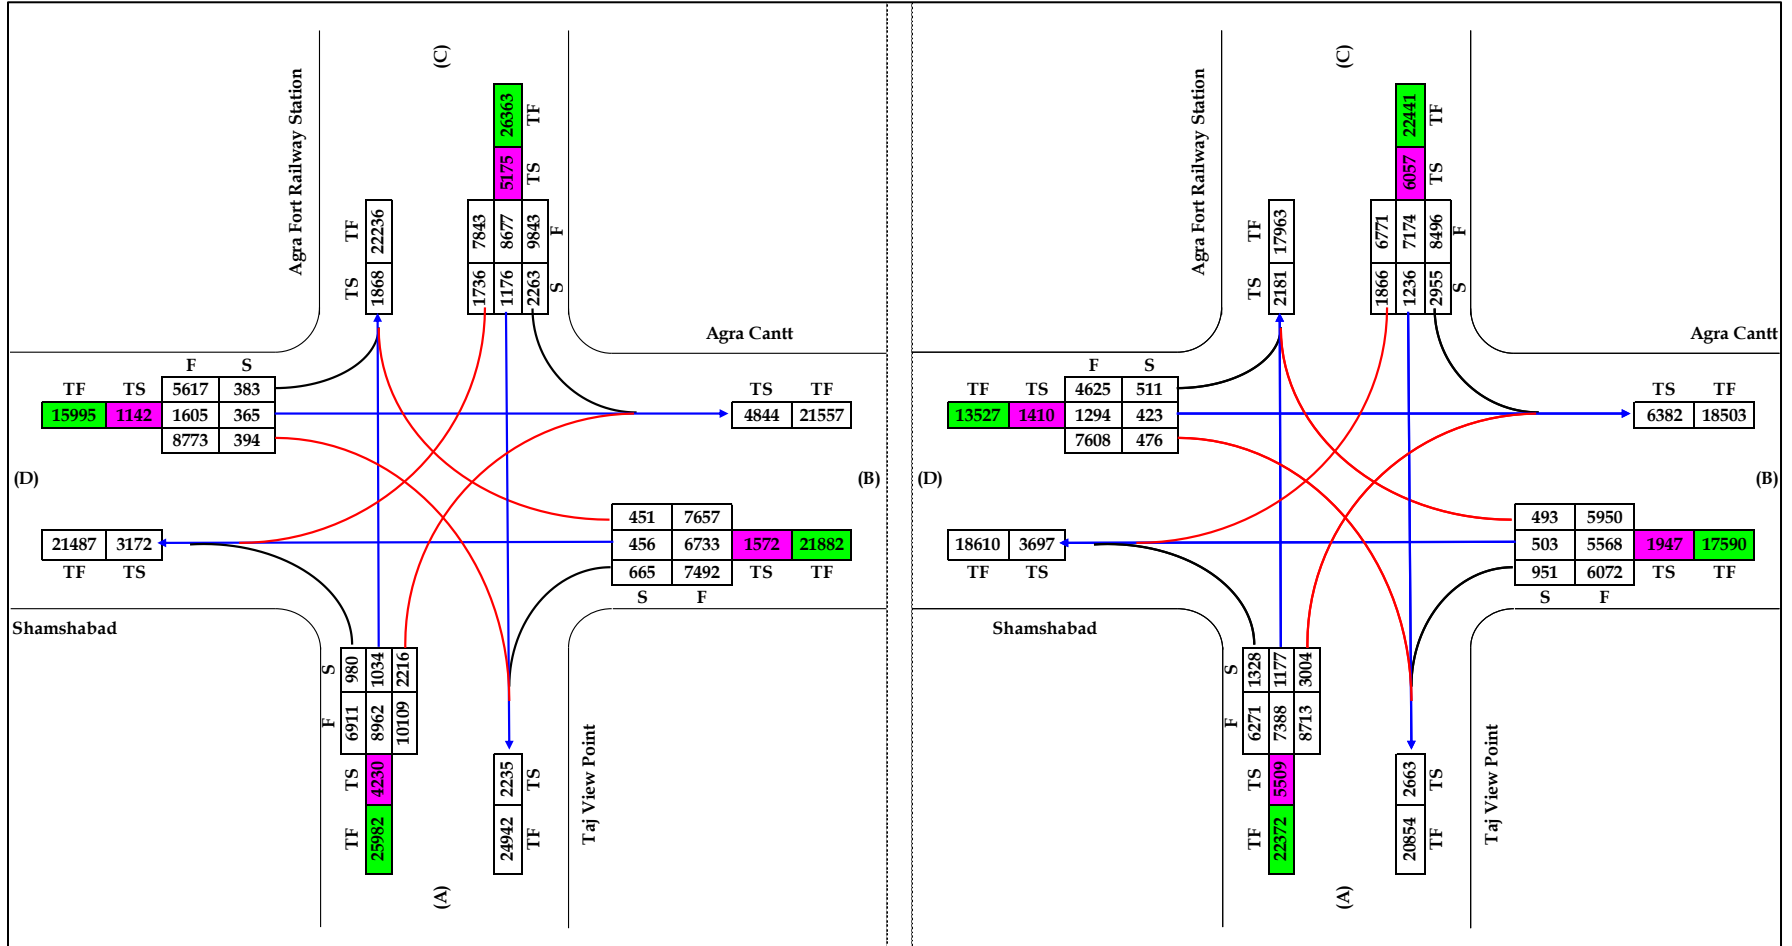 (C)
Agra Fort Railway Station
26363 TF
5175 TS
TF 22236
TS 1868
7843 8677 9843 F
1736 1176 2263 S
Agra Cantt
F S
TF TS 5617 383
15995 1142 1605 365
8773 394
TS TF
4844 21557
(D)
(B)
451 7657
456 6733 1572 21882
665 7492 TS TF
S F
21487 3172
TF TS
Shamshabad
S 980 1034 2216
F 6911 8962 10109
TS 4230
TF 25982
2235 TS
24942 TF
Taj View Point
(A)
(C)
Agra Fort Railway Station
22441 TF
6057 TS
TF 17963
TS 2181
6771 7174 8496 F
1866 1236 2955 S
Agra Cantt
F S
TF TS 4625 511
13527 1410 1294 423
7608 476
TS TF
6382 18503
(D)
(B)
493 5950
503 5568 1947 17590
951 6072 TS TF
S F
18610 3697
TF TS
Shamshabad
S 1328 1177 3004
F 6271 7388 8713
TS 5509
TF 22372
2663 TS
20854 TF
Taj View Point
(A)